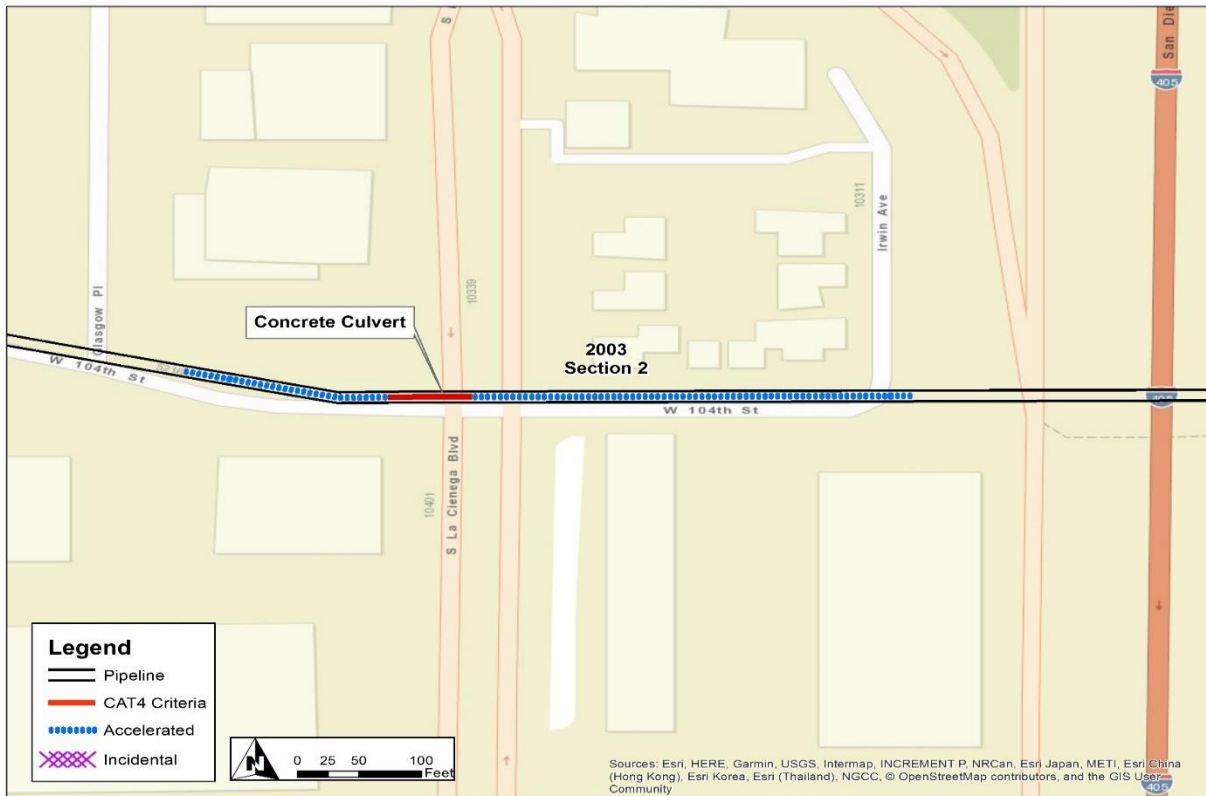 San Die
405
Glasgow Pl
10339
10311
Irwin Ave
Concrete Culvert
2003
Section 2
W 104th St
W 104th St
405
10401
S La Cienega Blvd
Legend
Pipeline
CAT4 Criteria
Accelerated
Incidental
N
0 25 50 100
Feet
Sources: Esri, HERE, Garmin, USGS, Intermap, INCREMENT P, NRCan, Esri Japan, METI, Esri China
(Hong Kong), Esri Korea, Esri (Thailand), NGCC, © OpenStreetMap contributors, and the GIS User
Community
405